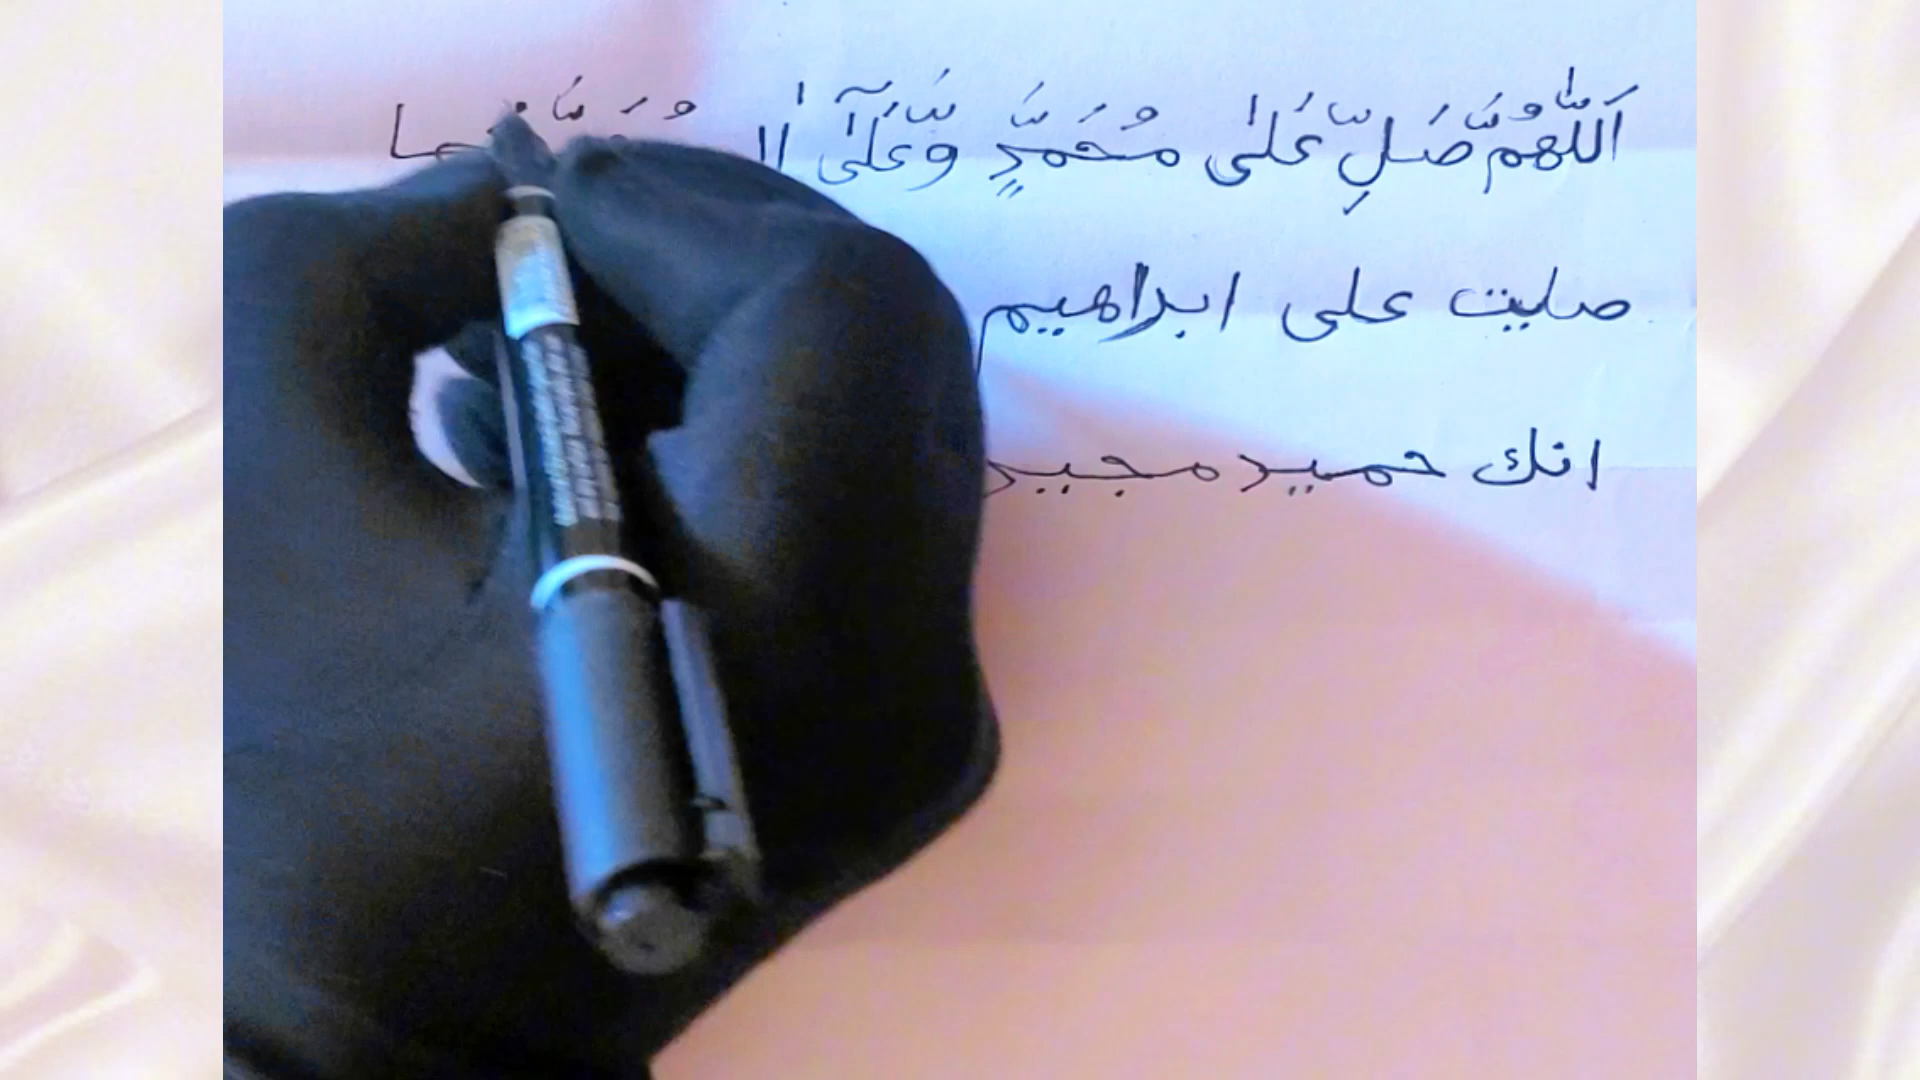 اَللّٰهُمَّ صَلِّ عَلٰى مُحَمَّدٍ وَّعَلٰٓى
صليت على ابراهيم
انك حميد مجيد